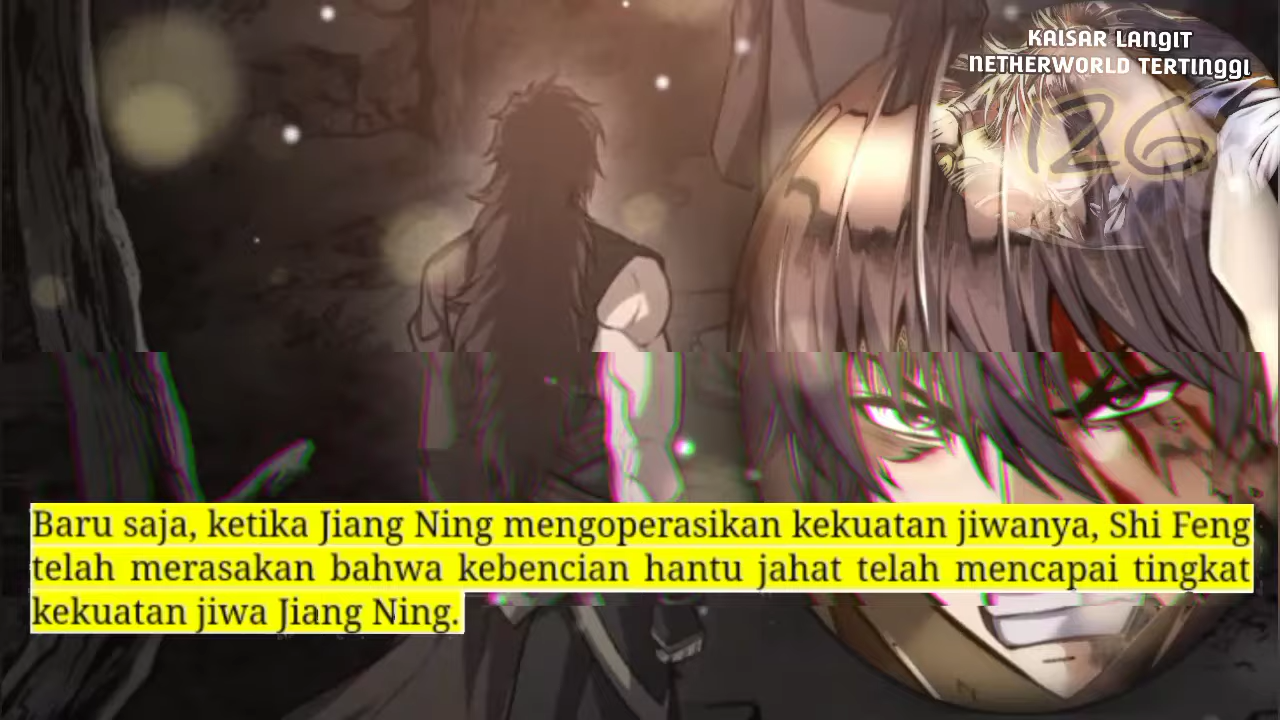 KAISAR LANGIT
NETHERWORLD TERTINGGI
126
Baru saja, ketika Jiang Ning mengoperasikan kekuatan jiwanya, Shi Feng
telah merasakan bahwa kebencian hantu jahat telah mencapai tingkat
kekuatan jiwa Jiang Ning.